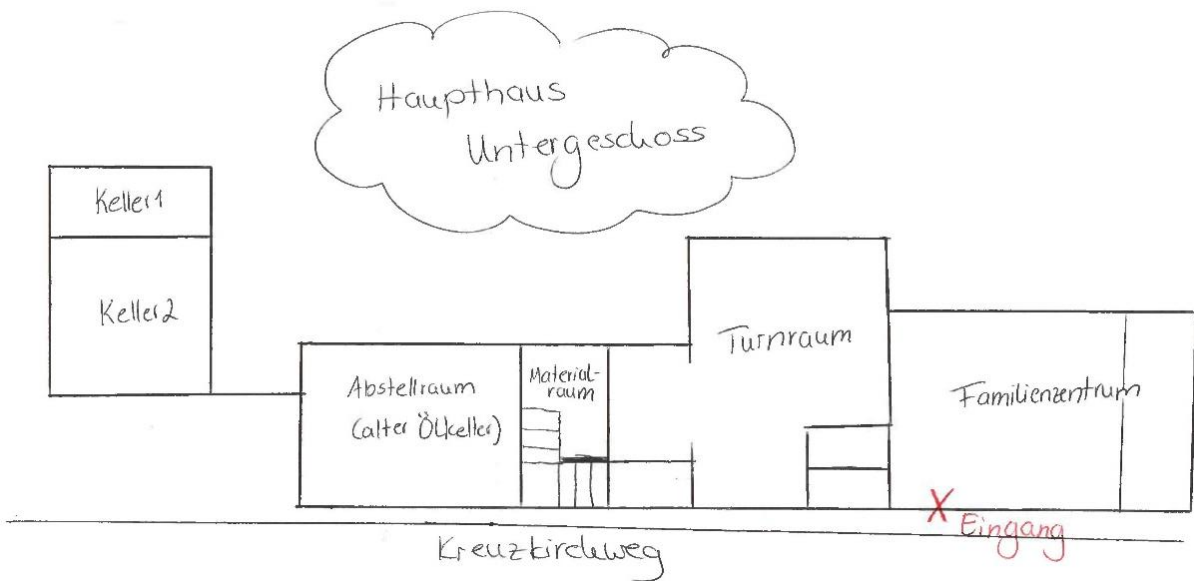 Haupthaus
Untergeschoss
Keller1
Keller2
Abstellraum
(alter Ölkeller)
Material-
raum
Turnraum
Familienzentrum
X Eingang
Kreuzkirchweg